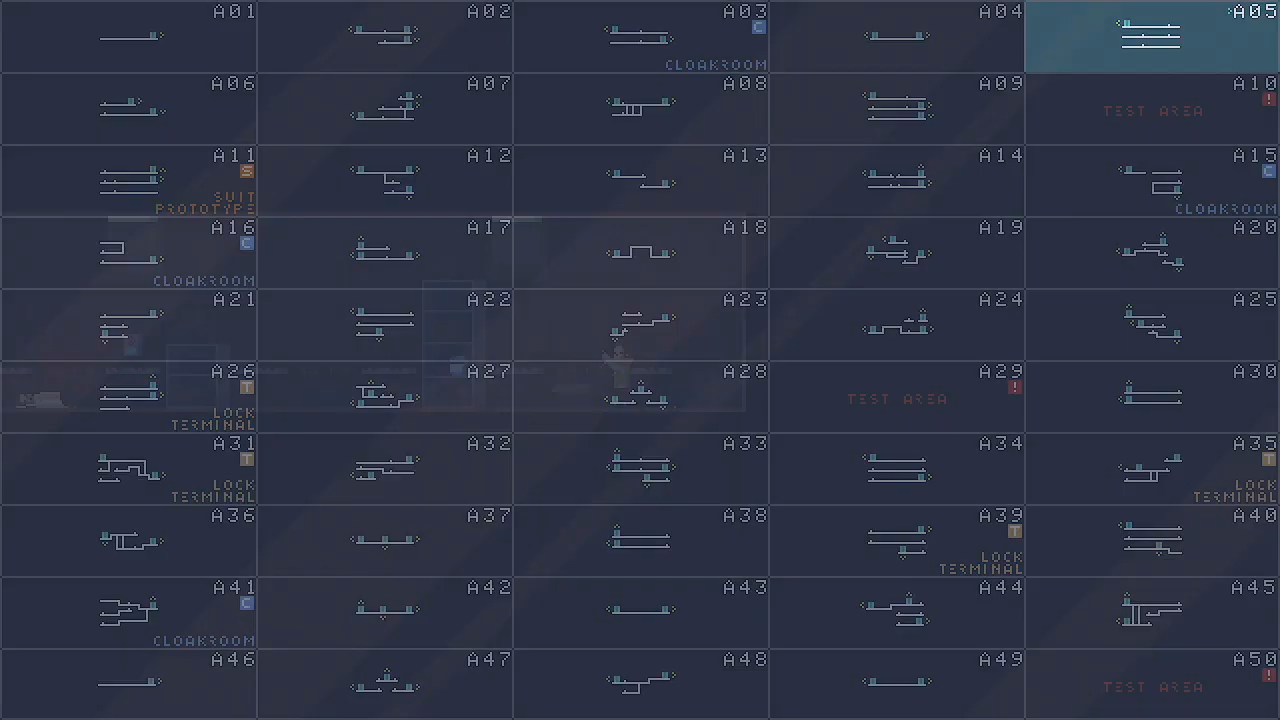 A01 A02 A03 A04 A05
C
CLOAKROOM
A06 A07 A08 A09 A10
!
TEST AREA
A11 A12 A13 A14 A15
S C
SUIT
PROTOTYPE CLOAKROOM
A16 A17 A18 A19 A20
C
CLOAKROOM
A21 A22 A23 A24 A25
A26 A27 A28 A29 A30
T !
TEST AREA
LOCK
TERMINAL
A31 A32 A33 A34 A35
T T
LOCK LOCK
TERMINAL TERMINAL
A36 A37 A38 A39 A40
T
LOCK
TERMINAL
A41 A42 A43 A44 A45
C
CLOAKROOM
A46 A47 A48 A49 A50
!
TEST AREA